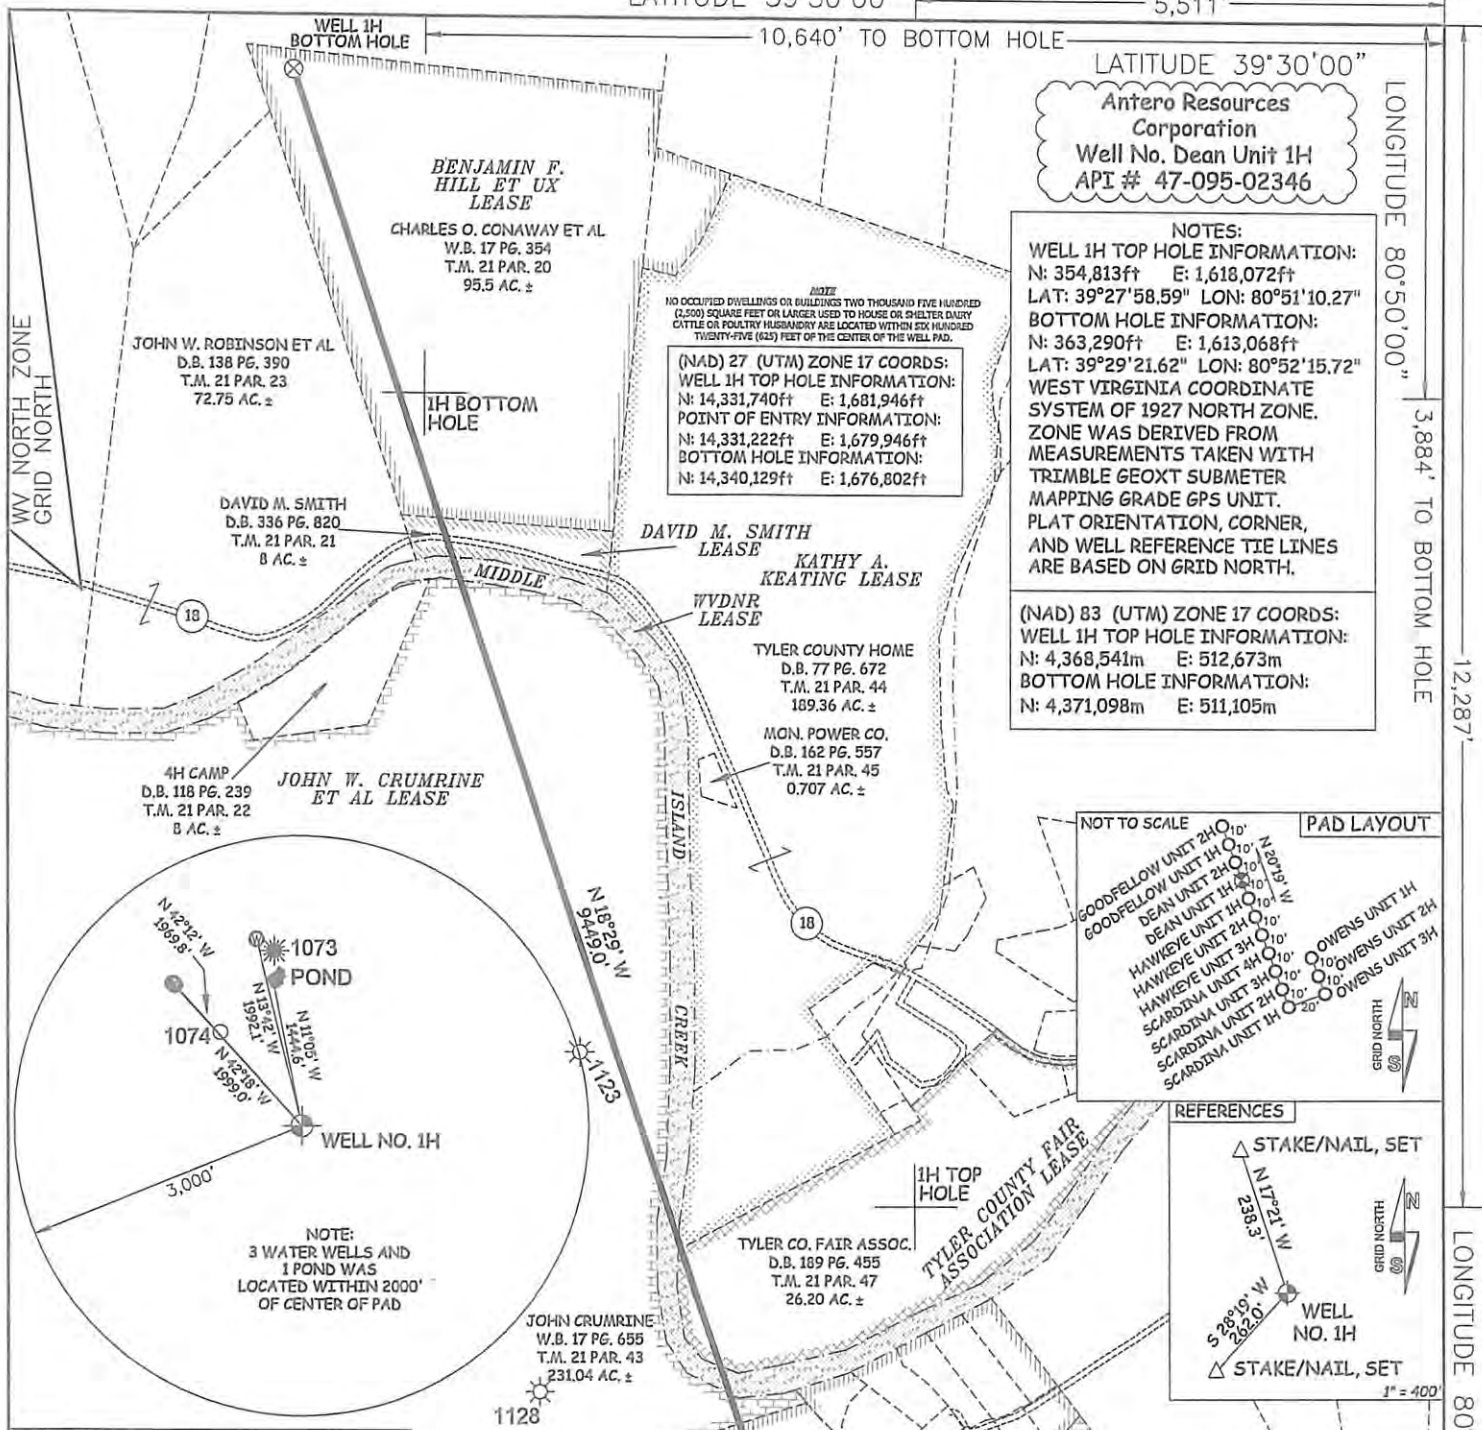 LATITUDE 39°30'00"
5,511'
WELL 1H
BOTTOM HOLE
10,640' TO BOTTOM HOLE
LATITUDE 39°30'00"
Antero Resources
Corporation
Well No. Dean Unit 1H
API # 47-095-02346
LONGITUDE 80°50'00"
3,884' TO BOTTOM HOLE
12,287'
LONGITUDE 80
NOTES:
WELL 1H TOP HOLE INFORMATION:
N: 354,813ft E: 1,618,072ft
LAT: 39°27'58.59" LON: 80°51'10.27"
BOTTOM HOLE INFORMATION:
N: 363,290ft E: 1,613,068ft
LAT: 39°29'21.62" LON: 80°52'15.72"
WEST VIRGINIA COORDINATE
SYSTEM OF 1927 NORTH ZONE.
ZONE WAS DERIVED FROM
MEASUREMENTS TAKEN WITH
TRIMBLE GEOXT SUBMETER
MAPPING GRADE GPS UNIT.
PLAT ORIENTATION, CORNER,
AND WELL REFERENCE TIE LINES
ARE BASED ON GRID NORTH.
(NAD) 83 (UTM) ZONE 17 COORDS:
WELL 1H TOP HOLE INFORMATION:
N: 4,368,541m E: 512,673m
BOTTOM HOLE INFORMATION:
N: 4,371,098m E: 511,105m
BENJAMIN F.
HILL ET UX
LEASE
CHARLES O. CONAWAY ET AL
W.B. 17 PG. 354
T.M. 21 PAR. 20
95.5 AC. ±
NOTE
NO OCCUPIED DWELLINGS OR BUILDINGS TWO THOUSAND FIVE HUNDRED
(2,500) SQUARE FEET OR LARGER USED TO HOUSE OR SHELTER DAIRY
CATTLE OR POULTRY HUSBANDRY ARE LOCATED WITHIN SIX HUNDRED
TWENTY-FIVE (625) FEET OF THE CENTER OF THE WELL PAD.
(NAD) 27 (UTM) ZONE 17 COORDS:
WELL 1H TOP HOLE INFORMATION:
N: 14,331,740ft E: 1,681,946ft
POINT OF ENTRY INFORMATION:
N: 14,331,222ft E: 1,679,946ft
BOTTOM HOLE INFORMATION:
N: 14,340,129ft E: 1,676,802ft
WV NORTH ZONE
GRID NORTH
JOHN W. ROBINSON ET AL
D.B. 138 PG. 390
T.M. 21 PAR. 23
72.75 AC. ±
1H BOTTOM
HOLE
DAVID M. SMITH
D.B. 336 PG. 820
T.M. 21 PAR. 21
8 AC. ±
DAVID M. SMITH
LEASE
KATHY A.
KEATING LEASE
MIDDLE
WVDNR
LEASE
18
TYLER COUNTY HOME
D.B. 77 PG. 672
T.M. 21 PAR. 44
189.36 AC. ±
MON. POWER CO.
D.B. 162 PG. 557
T.M. 21 PAR. 45
0.707 AC. ±
4H CAMP
D.B. 118 PG. 239
T.M. 21 PAR. 22
8 AC. ±
JOHN W. CRUMRINE
ET AL LEASE
ISLAND
CREEK
N 18°29' W
9449.0'
18
NOT TO SCALE
PAD LAYOUT
GOODFELLOW UNIT 2H 10'
GOODFELLOW UNIT 1H 10'
DEAN UNIT 2H 10'
DEAN UNIT 1H 10'
HAWKEYE UNIT 1H 10'
HAWKEYE UNIT 2H 10'
HAWKEYE UNIT 3H 10'
SCARDINA UNIT 4H 10'
SCARDINA UNIT 3H 10'
SCARDINA UNIT 2H 10'
SCARDINA UNIT 1H 20'
N 20°19' W
OWENS UNIT 1H
10'
OWENS UNIT 2H
10'
OWENS UNIT 3H
GRID NORTH
N
S
N 42°12' W
1969.8'
1073
POND
N 13°42' W
1992.1'
N 11°05' W
1444.6'
1074
N 42°18' W
1999.0'
WELL NO. 1H
3,000'
NOTE:
3 WATER WELLS AND
1 POND WAS
LOCATED WITHIN 2000'
OF CENTER OF PAD
1123
REFERENCES
STAKE/NAIL, SET
N 17°21' W
238.3'
GRID NORTH
N
S
WELL
NO. 1H
S 28°19' W
262.0'
STAKE/NAIL, SET
1" = 400'
1H TOP
HOLE
TYLER COUNTY FAIR
ASSOCIATION LEASE
TYLER CO. FAIR ASSOC.
D.B. 189 PG. 455
T.M. 21 PAR. 47
26.20 AC. ±
JOHN CRUMRINE
W.B. 17 PG. 655
T.M. 21 PAR. 43
231.04 AC. ±
1128